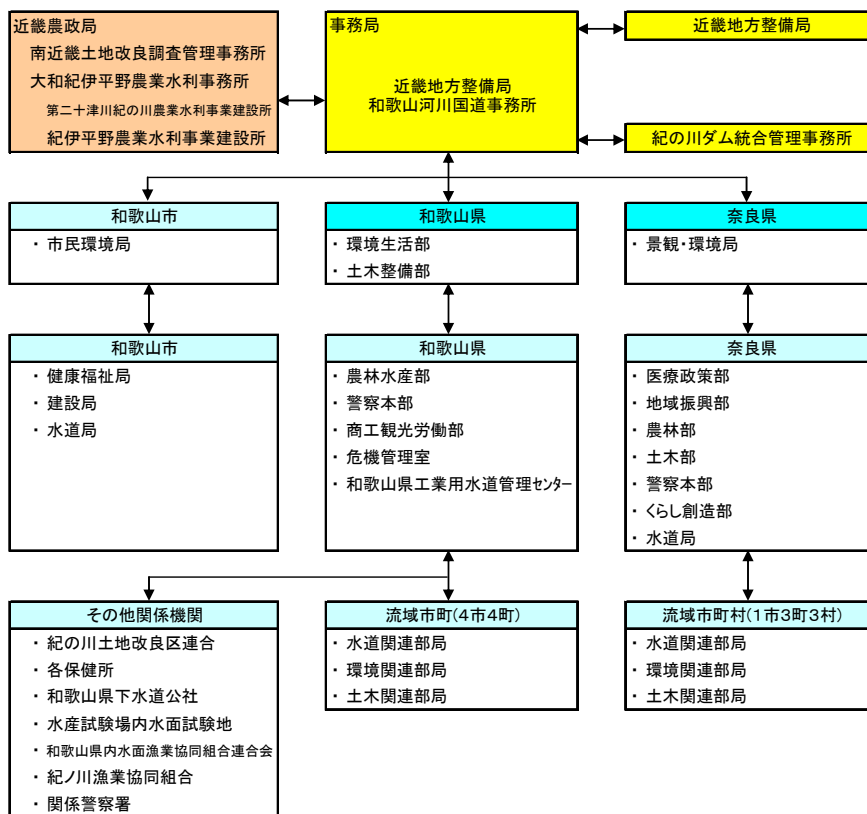 近畿農政局
南近畿土地改良調査管理事務所
大和紀伊平野農業水利事務所
第二十津川紀の川農業水利事業建設所
紀伊平野農業水利事業建設所
事務局
近畿地方整備局
和歌山河川国道事務所
近畿地方整備局
紀の川ダム統合管理事務所
和歌山市
・ 市民環境局
和歌山県
・ 環境生活部
・ 土木整備部
奈良県
・ 景観・環境局
和歌山市
・ 健康福祉局
・ 建設局
・ 水道局
和歌山県
・ 農林水産部
・ 警察本部
・ 商工観光労働部
・ 危機管理室
・ 和歌山県工業用水道管理センター
奈良県
・ 医療政策部
・ 地域振興部
・ 農林部
・ 土木部
・ 警察本部
・ くらし創造部
・ 水道局
その他関係機関
・ 紀の川土地改良区連合
・ 各保健所
・ 和歌山県下水道公社
・ 水産試験場内水面試験地
・ 和歌山県内水面漁業協同組合連合会
・ 紀ノ川漁業協同組合
・ 関係警察署
流域市町(4市4町)
・ 水道関連部局
・ 環境関連部局
・ 土木関連部局
流域市町村(1市3町3村)
・ 水道関連部局
・ 環境関連部局
・ 土木関連部局